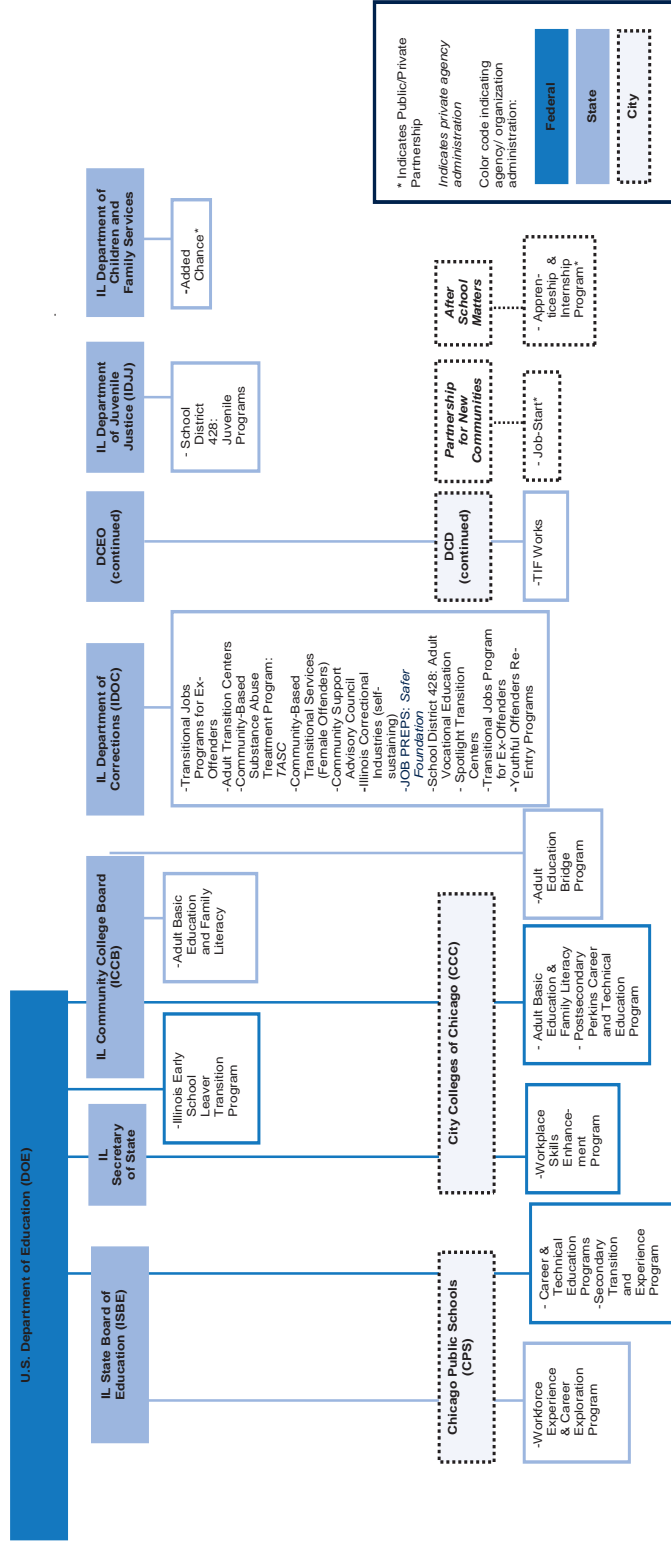 U.S. Department of Education (DOE)
IL State Board of
Education (ISBE)
IL
Secretary
of State
IL Community College Board
(ICCB)
IL Department of
Corrections (IDOC)
DCEO
(continued)
IL Department
of Juvenile
Justice (IDJJ)
IL Department of
Children and
Family Services
-Illinois Early
School
Leaver
Transition
Program
-Adult Basic
Education
and Family
Literacy
-Transitional Jobs
Programs for Ex-
Offenders
-Adult Transition Centers
-Community-Based
Substance Abuse
Treatment Program:
TASC
-Community-Based
Transitional Services
(Female Offenders)
-Community Support
Advisory Council
-Illinois Correctional
Industries (self-
sustaining)
-JOB PREPS: Safer
Foundation
-School District 428: Adult
Vocational Education
- Spotlight Transition
Centers
-Transitional Jobs Program
for Ex-Offenders
-Youthful Offenders Re-
Entry Programs
- School
District
428:
Juvenile
Programs
-Added
Chance*
Chicago Public Schools
(CPS)
City Colleges of Chicago (CCC)
DCD
(continued)
Partnership
for New
Communities
After
School
Matters
-Workforce
Experience
& Career
Exploration
Program
- Career &
Technical
Education
Programs
-Secondary
Transition
and
Experience
Program
-Workplace
Skills
Enhance-
ment
Program
- Adult Basic
Education &
Family Literacy
- Postsecondary
Perkins Career
and Technical
Education
Program
-Adult
Education
Bridge
Program
-TIF Works
- Job-Start*
- Appren-
ticeship &
Internship
Program*
* Indicates Public/Private
Partnership
Indicates private agency
administration
Color code indicating
agency/ organization
administration:
Federal
State
City